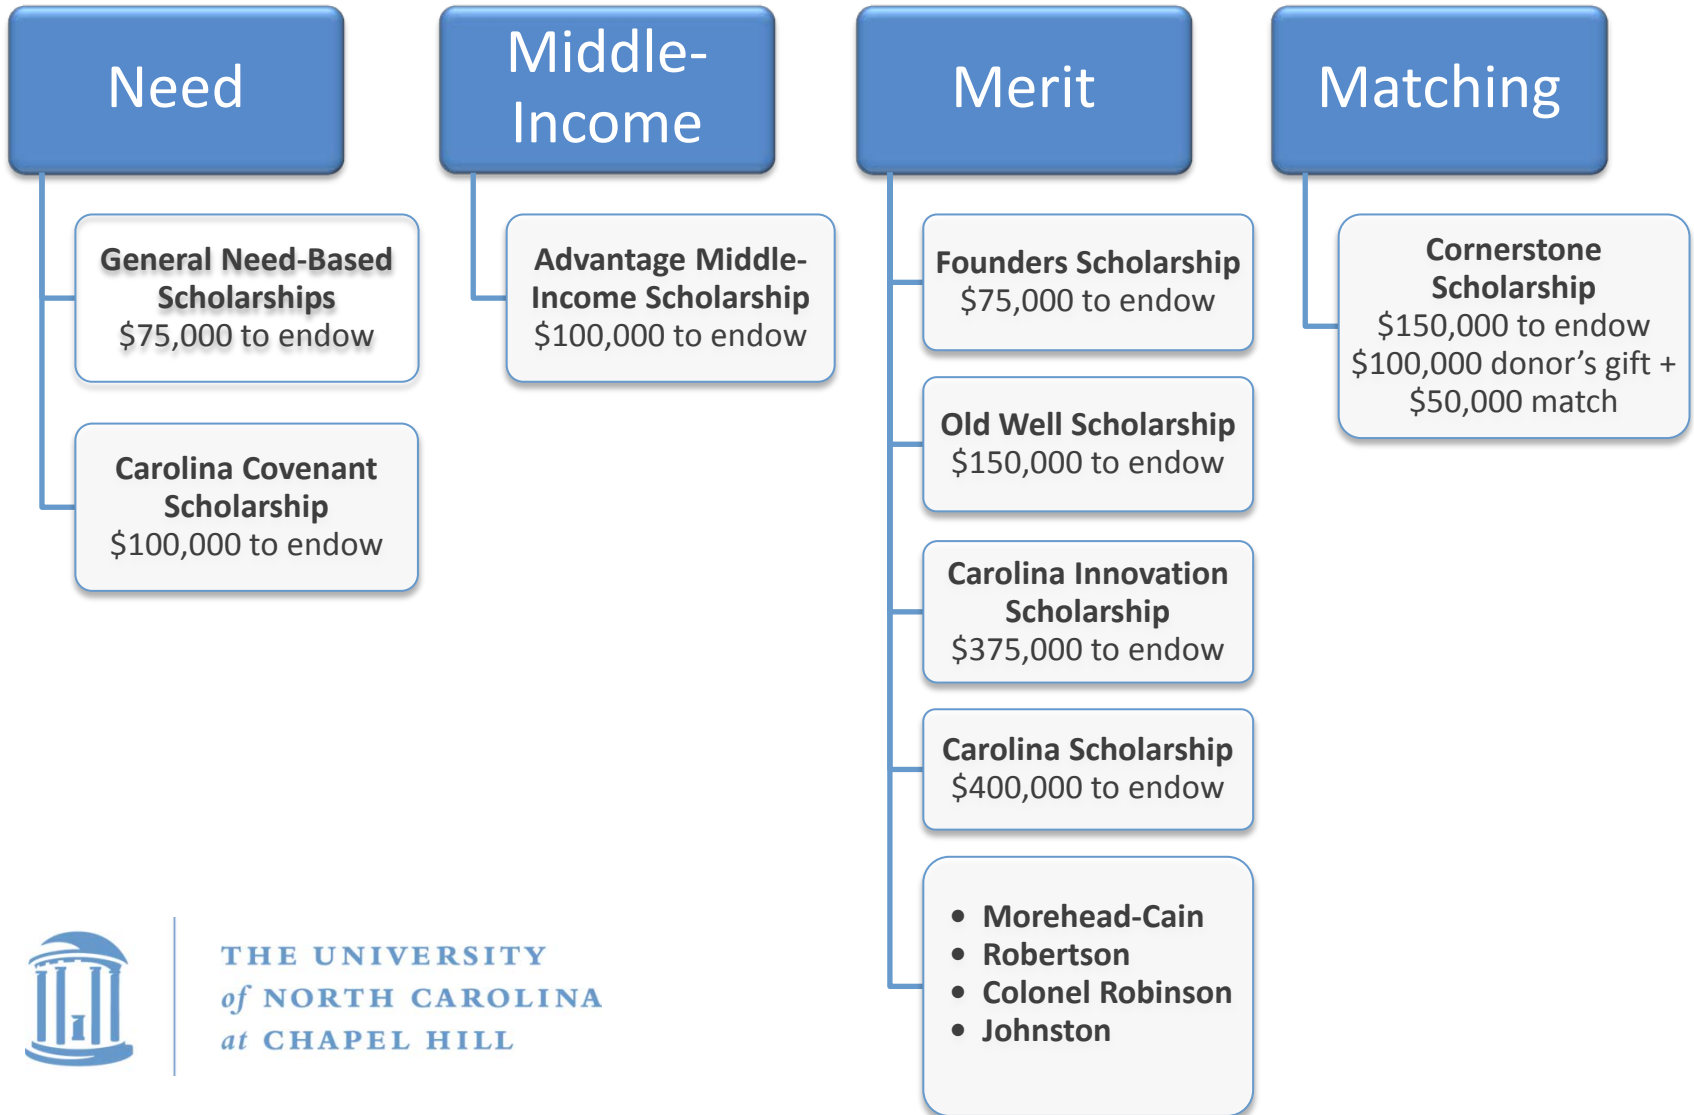 Need
General Need-Based
Scholarships
$75,000 to endow
Carolina Covenant
Scholarship
$100,000 to endow
Middle-
Income
Advantage Middle-
Income Scholarship
$100,000 to endow
Merit
Founders Scholarship
$75,000 to endow
Old Well Scholarship
$150,000 to endow
Carolina Innovation
Scholarship
$375,000 to endow
Carolina Scholarship
$400,000 to endow
• Morehead-Cain
• Robertson
• Colonel Robinson
• Johnston
Matching
Cornerstone
Scholarship
$150,000 to endow
$100,000 donor’s gift +
$50,000 match
THE UNIVERSITY
of NORTH CAROLINA
at CHAPEL HILL